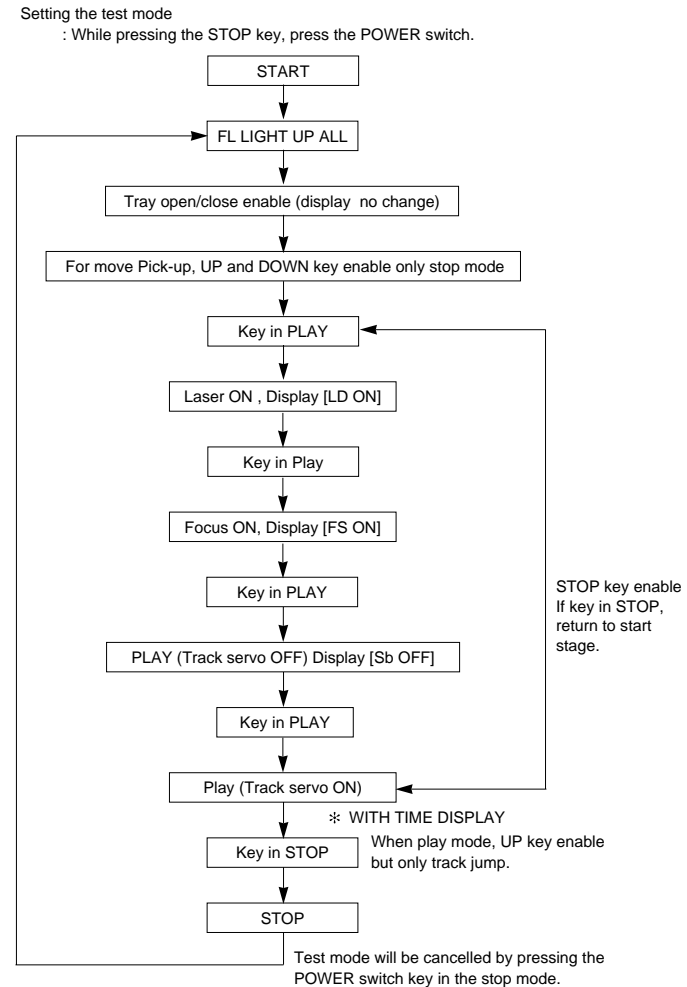 Setting the test mode
: While pressing the STOP key, press the POWER switch.
START
FL LIGHT UP ALL
Tray open/close enable (display no change)
For move Pick-up, UP and DOWN key enable only stop mode
Key in PLAY
Laser ON , Display [LD ON]
Key in Play
Focus ON, Display [FS ON]
Key in PLAY
STOP key enable
If key in STOP,
return to start
stage.
PLAY (Track servo OFF) Display [Sb OFF]
Key in PLAY
Play (Track servo ON)
✻ WITH TIME DISPLAY
When play mode, UP key enable
but only track jump.
Key in STOP
STOP
Test mode will be cancelled by pressing the
POWER switch key in the stop mode.